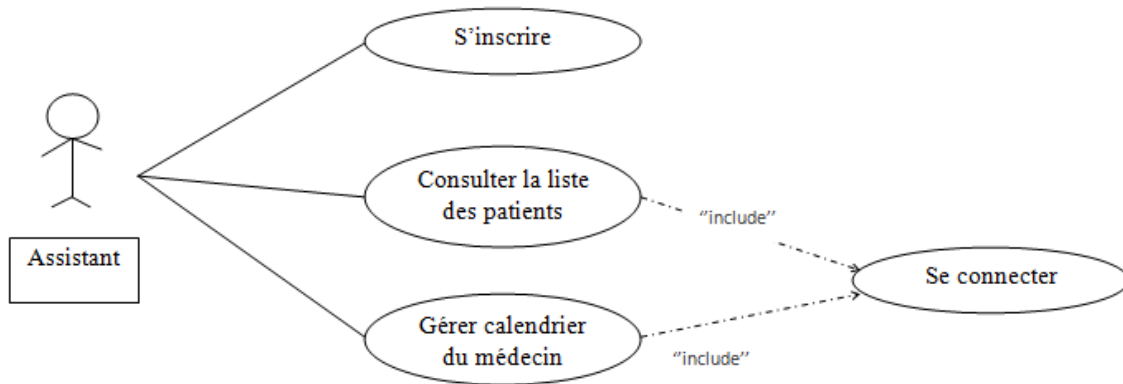 S'inscrire
Consulter la liste
des patients
"include"
Assistant
Se connecter
Gérer calendrier
du médecin
"include"